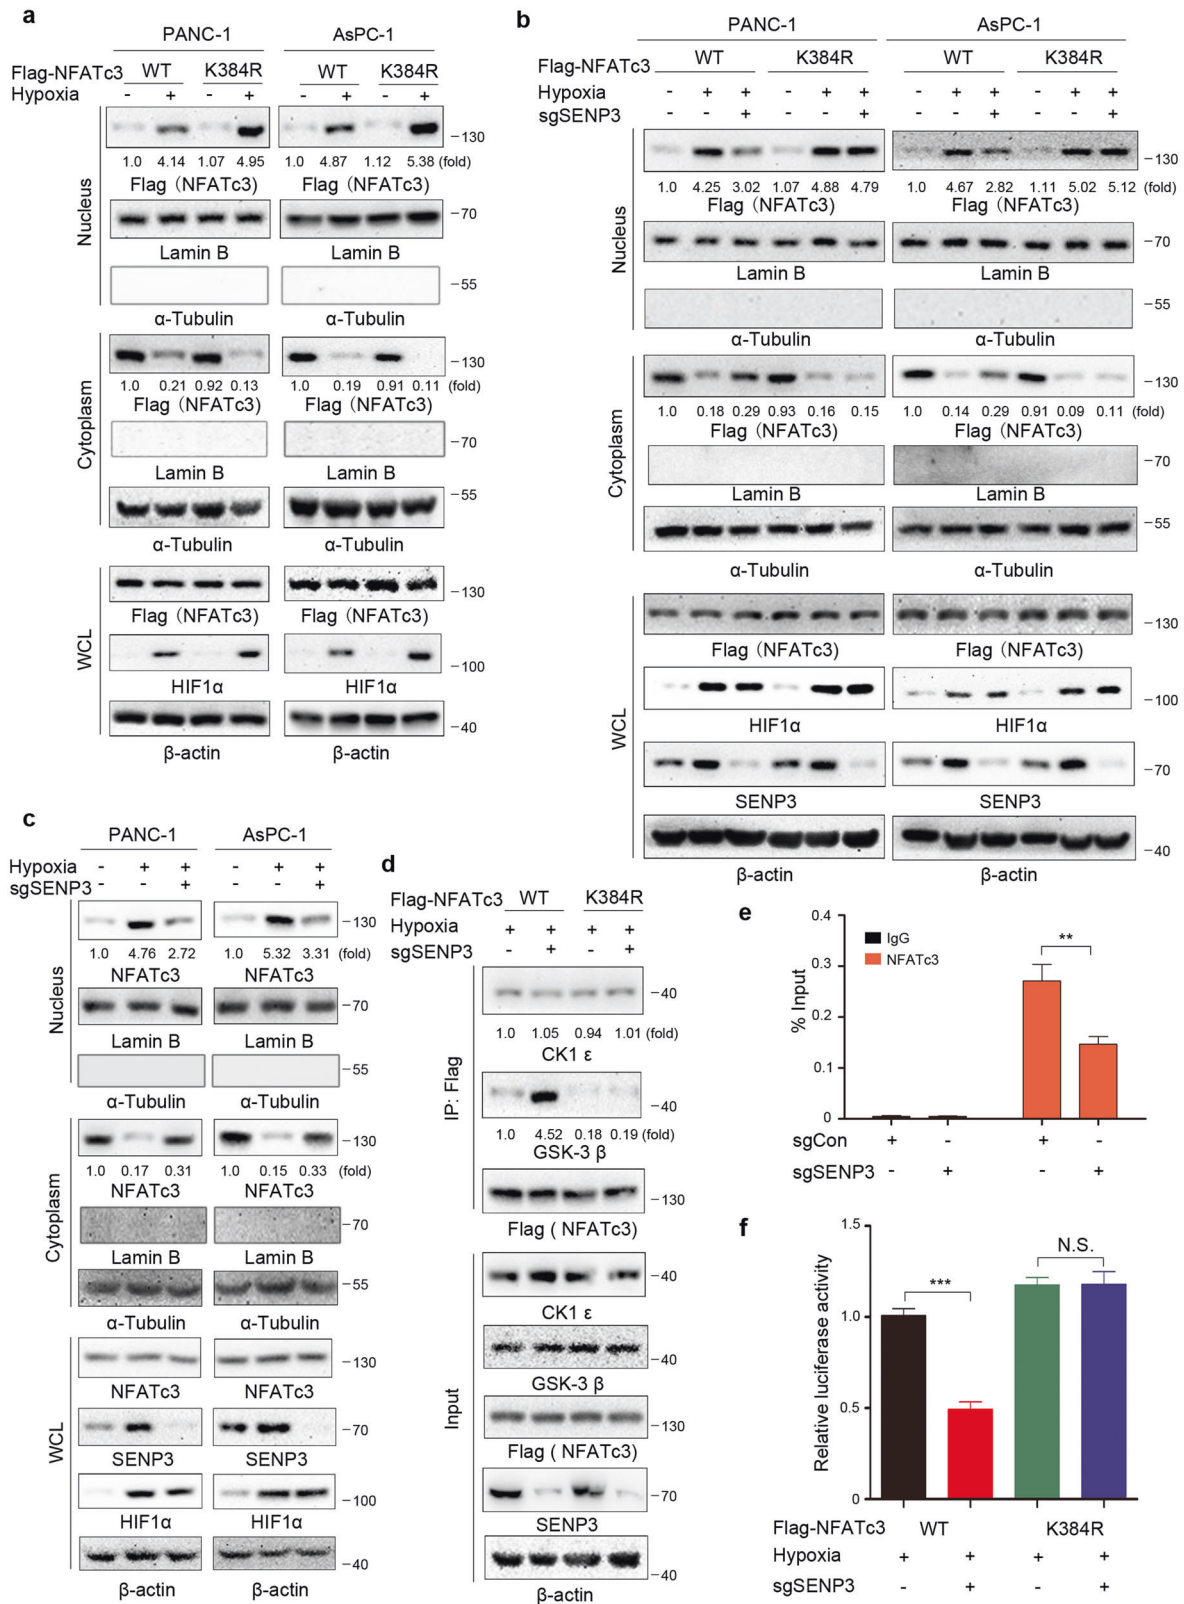 a
PANC-1 AsPC-1
Flag-NFATc3 WT K384R WT K384R
Hypoxia - + - + - + - +
Nucleus
–130
1.0 4.14 1.07 4.95 1.0 4.87 1.12 5.38 (fold)
Flag (NFATc3) Flag (NFATc3)
–70
Lamin B Lamin B
–55
α-Tubulin α-Tubulin
Cytoplasm
–130
1.0 0.21 0.92 0.13 1.0 0.19 0.91 0.11 (fold)
Flag (NFATc3) Flag (NFATc3)
–70
Lamin B Lamin B
–55
α-Tubulin α-Tubulin
WCL
–130
Flag (NFATc3) Flag (NFATc3)
–100
HIF1α HIF1α
–40
β-actin β-actin
b
PANC-1 AsPC-1
Flag-NFATc3 WT K384R WT K384R
Hypoxia - + + - + + - + + - + +
sgSENP3 - - + - - + - - + - - +
Nucleus
–130
1.0 4.25 3.02 1.07 4.88 4.79 1.0 4.67 2.82 1.11 5.02 5.12 (fold)
Flag (NFATc3) Flag (NFATc3)
–70
Lamin B Lamin B
–55
α-Tubulin α-Tubulin
Cytoplasm
–130
1.0 0.18 0.29 0.93 0.16 0.15 1.0 0.14 0.29 0.91 0.09 0.11 (fold)
Flag (NFATc3) Flag (NFATc3)
–70
Lamin B Lamin B
–55
α-Tubulin α-Tubulin
WCL
–130
Flag (NFATc3) Flag (NFATc3)
–100
HIF1α HIF1α
–70
SENP3 SENP3
–40
β-actin β-actin
c
PANC-1 AsPC-1
Hypoxia - + + - + +
sgSENP3 - - + - - +
Nucleus
–130
1.0 4.76 2.72 1.0 5.32 3.31 (fold)
NFATc3 NFATc3
–70
Lamin B Lamin B
–55
α-Tubulin α-Tubulin
Cytoplasm
–130
1.0 0.17 0.31 1.0 0.15 0.33 (fold)
NFATc3 NFATc3
–70
Lamin B Lamin B
–55
α-Tubulin α-Tubulin
WCL
–130
NFATc3 NFATc3
–70
SENP3 SENP3
–100
HIF1α HIF1α
–40
β-actin β-actin
d
Flag-NFATc3 WT K384R
Hypoxia + + + +
sgSENP3 - + - +
IP: Flag
–40
1.0 1.05 0.94 1.01 (fold)
CK1 ε
–40
1.0 4.52 0.18 0.19 (fold)
GSK-3 β
–130
Flag ( NFATc3)
Input
–40
CK1 ε
–40
GSK-3 β
–130
Flag ( NFATc3)
–70
SENP3
–40
β-actin
e
% Input
0.4
0.3
0.2
0.1
0
IgG
NFATc3
**
sgCon + - + -
sgSENP3 - + - +
f
Relative luciferase activity
1.5
1.0
0.5
0
***
N.S.
Flag-NFATc3 WT K384R
Hypoxia + + + +
sgSENP3 - + - +